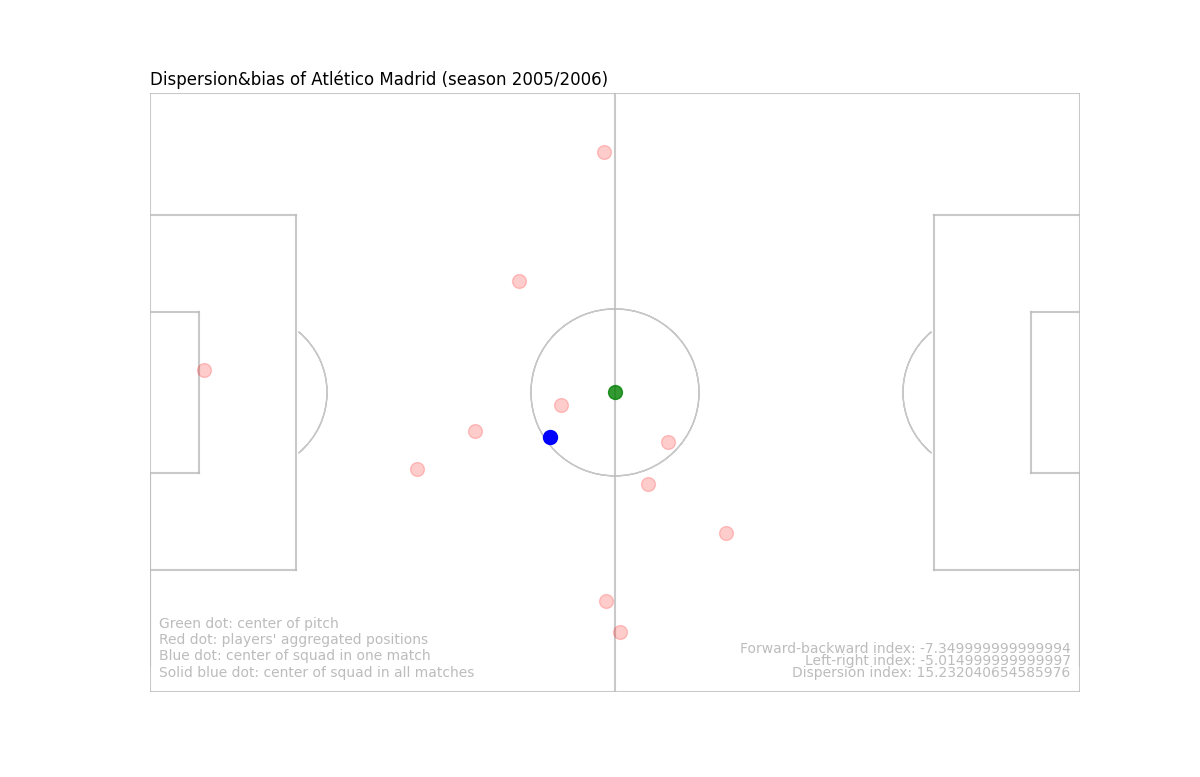 Dispersion&bias of Atlético Madrid (season 2005/2006)
Green dot: center of pitch
Red dot: players' aggregated positions
Blue dot: center of squad in one match
Solid blue dot: center of squad in all matches
Forward-backward index: -7.349999999999994
Left-right index: -5.014999999999997
Dispersion index: 15.232040654585976